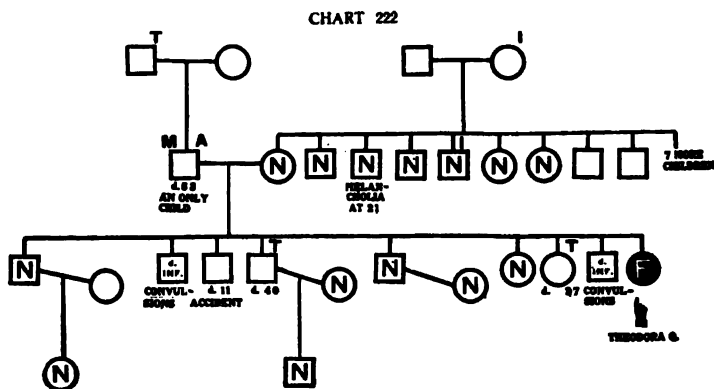 CHART 222
T I
M A
N N N N N N N
d. 68
AN ONLY
CHILD
MELAN-
CHOLIA
AT 21
7 MORE
CHILDREN
T T
N d. INF. N N N d. INF. F
CONVUL-
SIONS
d. 11
ACCIDENT
d. 40
d. 27
CONVUL-
SIONS
THEODORA G.
N N